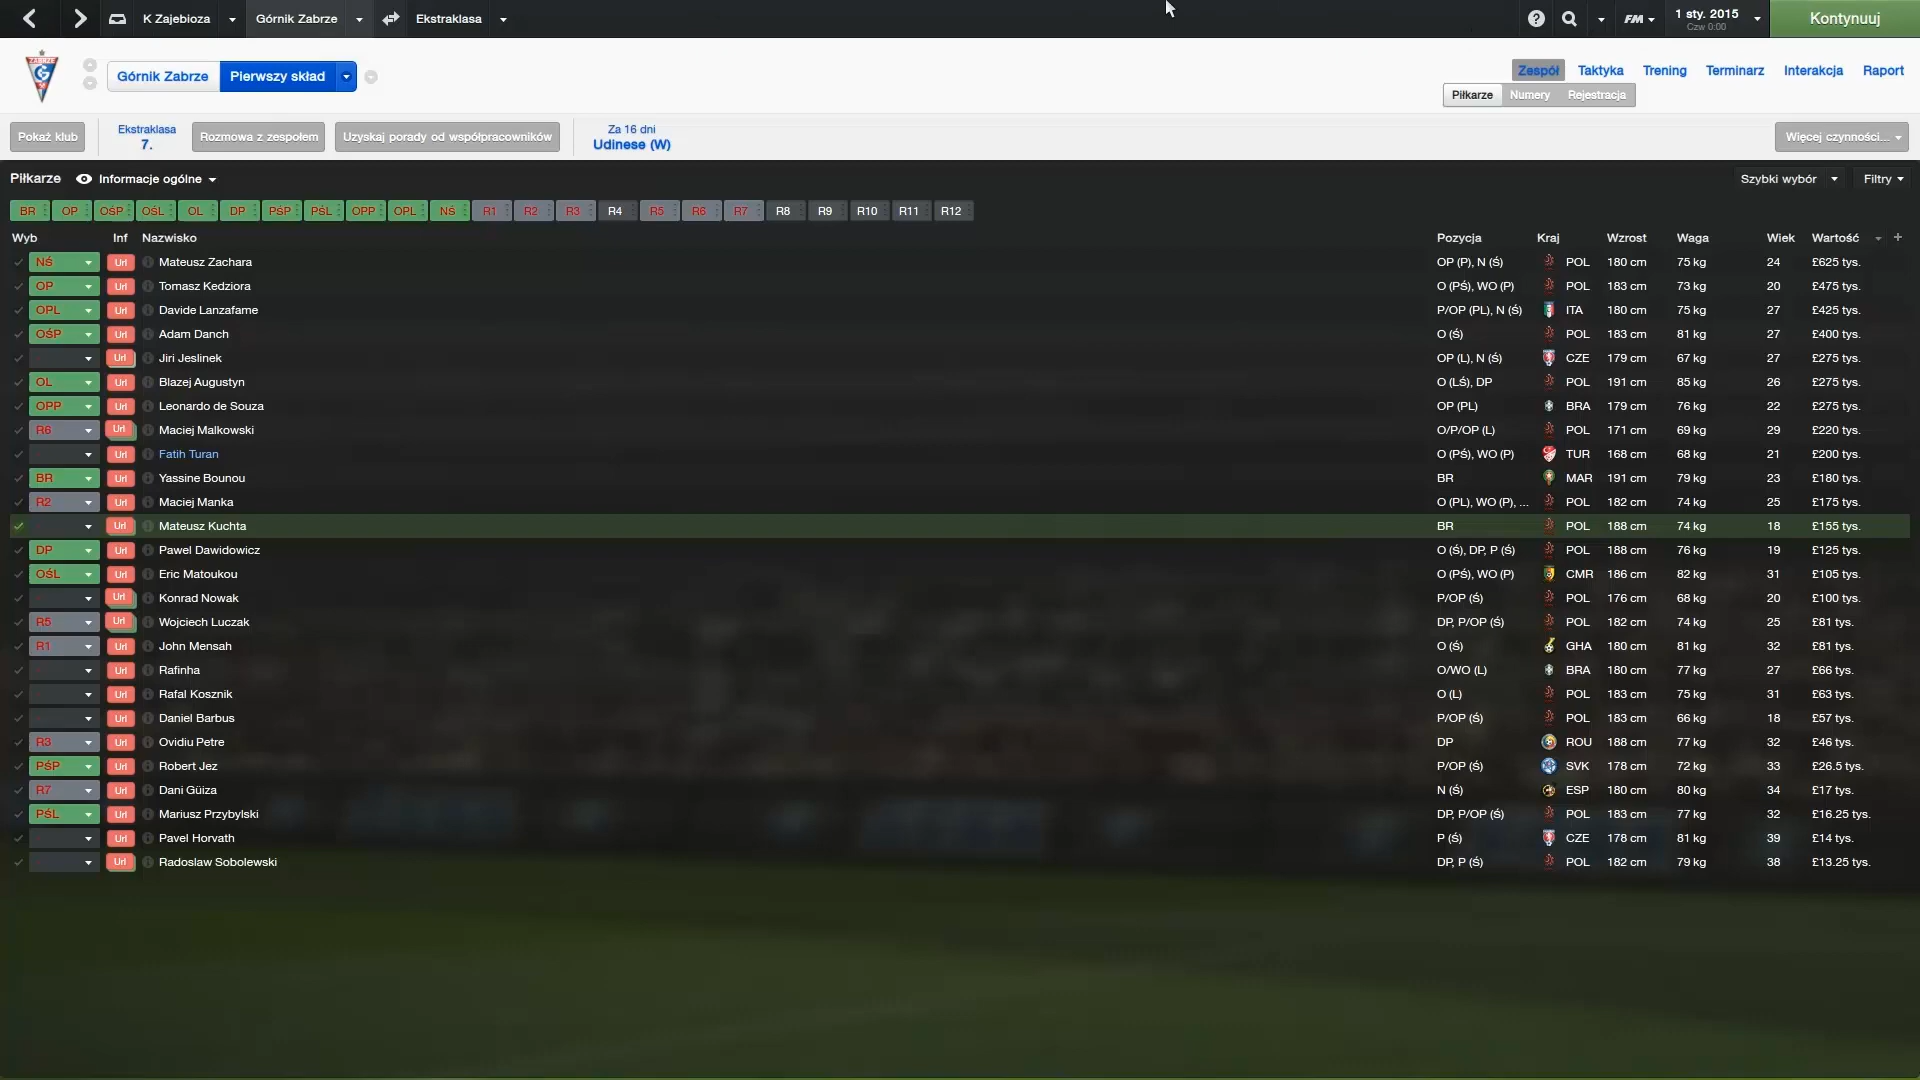 K Zajebioza Górnik Zabrze Ekstraklasa FM 1 sty. 2015 Kontynuuj
Czw 0:00
Górnik Zabrze Pierwszy skład Zespół Taktyka Trening Terminarz Interakcja Raport
Piłkarze Numery Rejestracja
Pokaż klub Ekstraklasa 7. Rozmowa z zespołem Uzyskaj porady od współpracowników Za 16 dni Udinese (W) Więcej czynności...
Piłkarze Informacje ogólne Szybki wybór Filtry
BR OP OŚP OŚL OL DP PŚP PŚL OPP OPL NŚ R1 R2 R3 R4 R5 R6 R7 R8 R9 R10 R11 R12
Wyb Inf Nazwisko Pozycja Kraj Wzrost Waga Wiek Wartość +
NŚ Url Mateusz Zachara OP (P), N (Ś) POL 180 cm 75 kg 24 £625 tys.
OP Url Tomasz Kedziora O (PŚ), WO (P) POL 183 cm 73 kg 20 £475 tys.
OPL Url Davide Lanzafame P/OP (PL), N (Ś) ITA 180 cm 75 kg 27 £425 tys.
OŚP Url Adam Danch O (Ś) POL 183 cm 81 kg 27 £400 tys.
Url Jiri Jeslinek OP (L), N (Ś) CZE 179 cm 67 kg 27 £275 tys.
OL Url Blazej Augustyn O (LŚ), DP POL 191 cm 85 kg 26 £275 tys.
OPP Url Leonardo de Souza OP (PL) BRA 179 cm 76 kg 22 £275 tys.
R6 Url Maciej Malkowski O/P/OP (L) POL 171 cm 69 kg 29 £220 tys.
Url Fatih Turan O (PŚ), WO (P) TUR 168 cm 68 kg 21 £200 tys.
BR Url Yassine Bounou BR MAR 191 cm 79 kg 23 £180 tys.
R2 Url Maciej Manka O (PL), WO (P), ... POL 182 cm 74 kg 25 £175 tys.
Url Mateusz Kuchta BR POL 188 cm 74 kg 18 £155 tys.
DP Url Pawel Dawidowicz O (Ś), DP, P (Ś) POL 188 cm 76 kg 19 £125 tys.
OŚL Url Eric Matoukou O (PŚ), WO (P) CMR 186 cm 82 kg 31 £105 tys.
Url Konrad Nowak P/OP (Ś) POL 176 cm 68 kg 20 £100 tys.
R5 Url Wojciech Luczak DP, P/OP (Ś) POL 182 cm 74 kg 25 £81 tys.
R1 Url John Mensah O (Ś) GHA 180 cm 81 kg 32 £81 tys.
Url Rafinha O/WO (L) BRA 180 cm 77 kg 27 £66 tys.
Url Rafal Kosznik O (L) POL 183 cm 75 kg 31 £63 tys.
Url Daniel Barbus P/OP (Ś) POL 183 cm 66 kg 18 £57 tys.
R3 Url Ovidiu Petre DP ROU 188 cm 77 kg 32 £46 tys.
PŚP Url Robert Jez P/OP (Ś) SVK 178 cm 72 kg 33 £26.5 tys.
R7 Url Dani Güiza N (Ś) ESP 180 cm 80 kg 34 £17 tys.
PŚL Url Mariusz Przybylski DP, P/OP (Ś) POL 183 cm 77 kg 32 £16.25 tys.
Url Pavel Horvath P (Ś) CZE 178 cm 81 kg 39 £14 tys.
Url Radoslaw Sobolewski DP, P (Ś) POL 182 cm 79 kg 38 £13.25 tys.